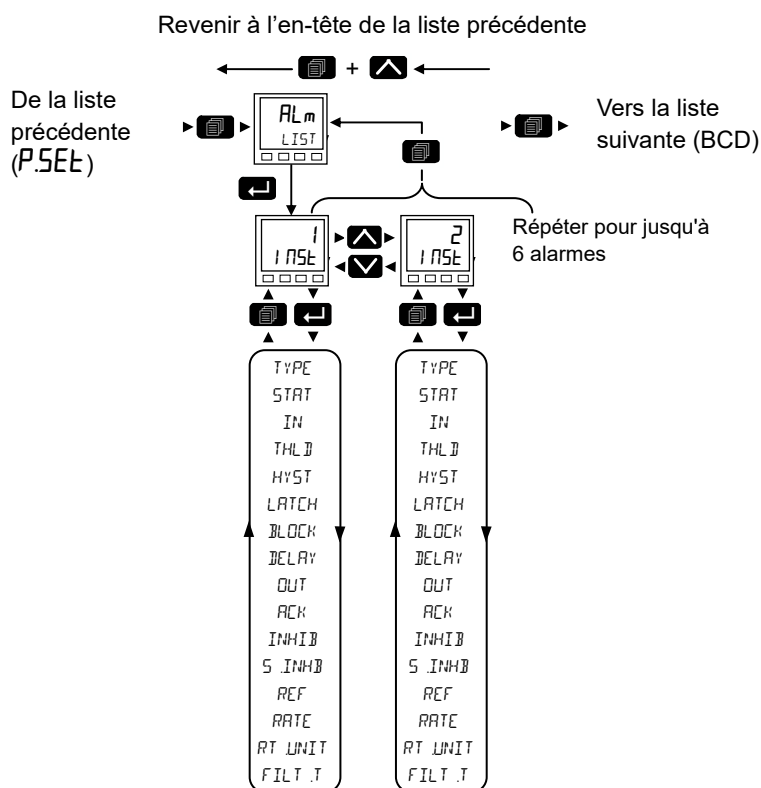 Revenir à l'en-tête de la liste précédente
+
De la liste
précédente
(P.SEt)
ALm
LIST
Vers la liste
suivante (BCD)
1
INSt
2
INSt
Répéter pour jusqu'à
6 alarmes
TYPE
STAT
IN
THLD
HYST
LATCH
BLOCK
DELAY
OUT
ACK
INHIB
S.INHB
REF
RATE
RT.UNIT
FILT.T
TYPE
STAT
IN
THLD
HYST
LATCH
BLOCK
DELAY
OUT
ACK
INHIB
S.INHB
REF
RATE
RT.UNIT
FILT.T